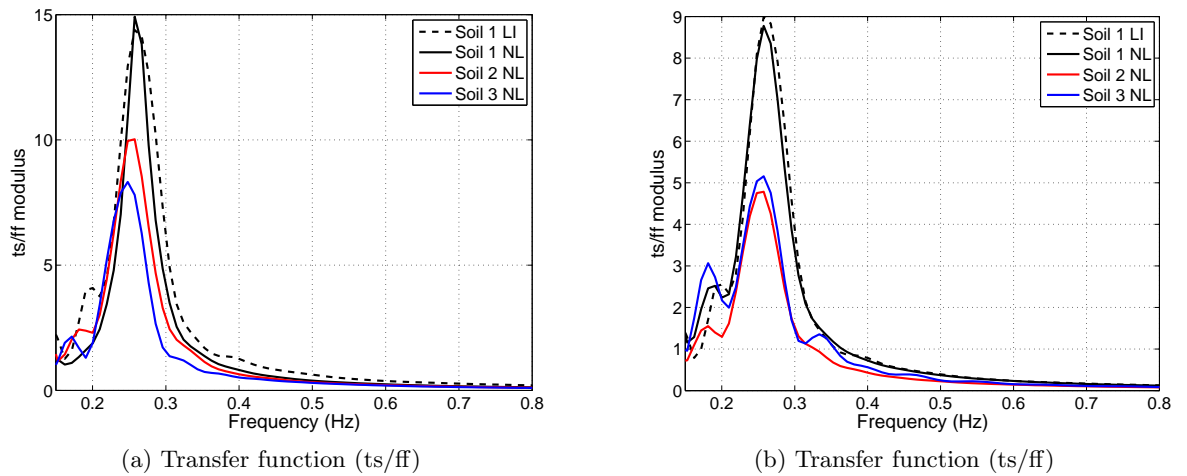 15
10
5
0
ts/ff modulus
0.2 0.3 0.4 0.5 0.6 0.7 0.8
Frequency (Hz)
Soil 1 LI
Soil 1 NL
Soil 2 NL
Soil 3 NL
(a) Transfer function (ts/ff)
9
8
7
6
5
4
3
2
1
0
ts/ff modulus
0.2 0.3 0.4 0.5 0.6 0.7 0.8
Frequency (Hz)
Soil 1 LI
Soil 1 NL
Soil 2 NL
Soil 3 NL
(b) Transfer function (ts/ff)